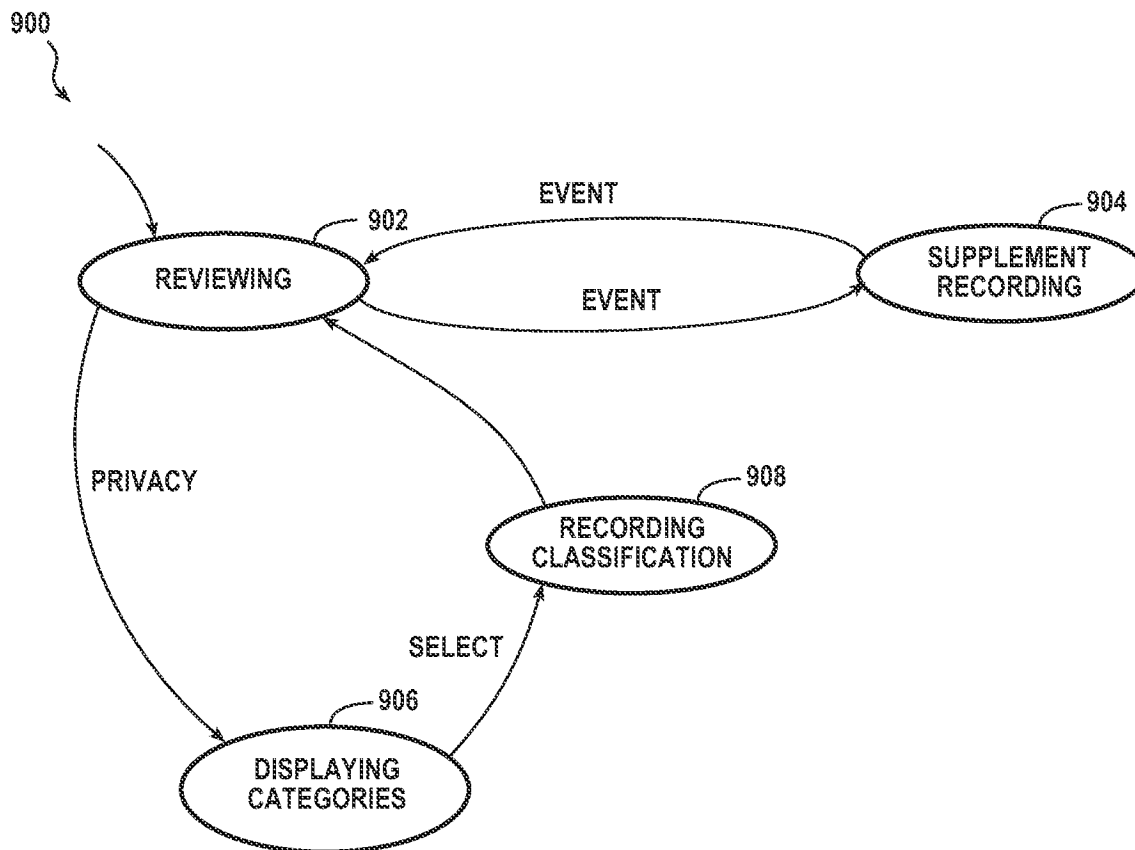 900
EVENT
902
904
REVIEWING
SUPPLEMENT
RECORDING
EVENT
PRIVACY
908
RECORDING
CLASSIFICATION
SELECT
906
DISPLAYING
CATEGORIES